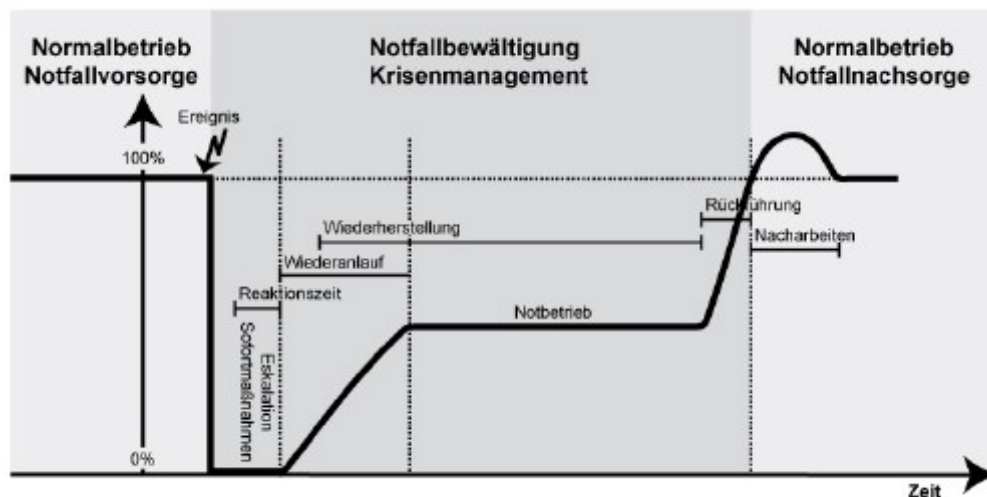 Normalbetrieb
Notfallvorsorge
Notfallbewältigung
Krisenmanagement
Normalbetrieb
Notfallnachsorge
Ereignis
100%
Rückführung
Wiederherstellung
Nacharbeiten
Wiederanlauf
Reaktionszeit
Notbetrieb
Eskalation
Sofortmaßnahmen
0%
Zeit